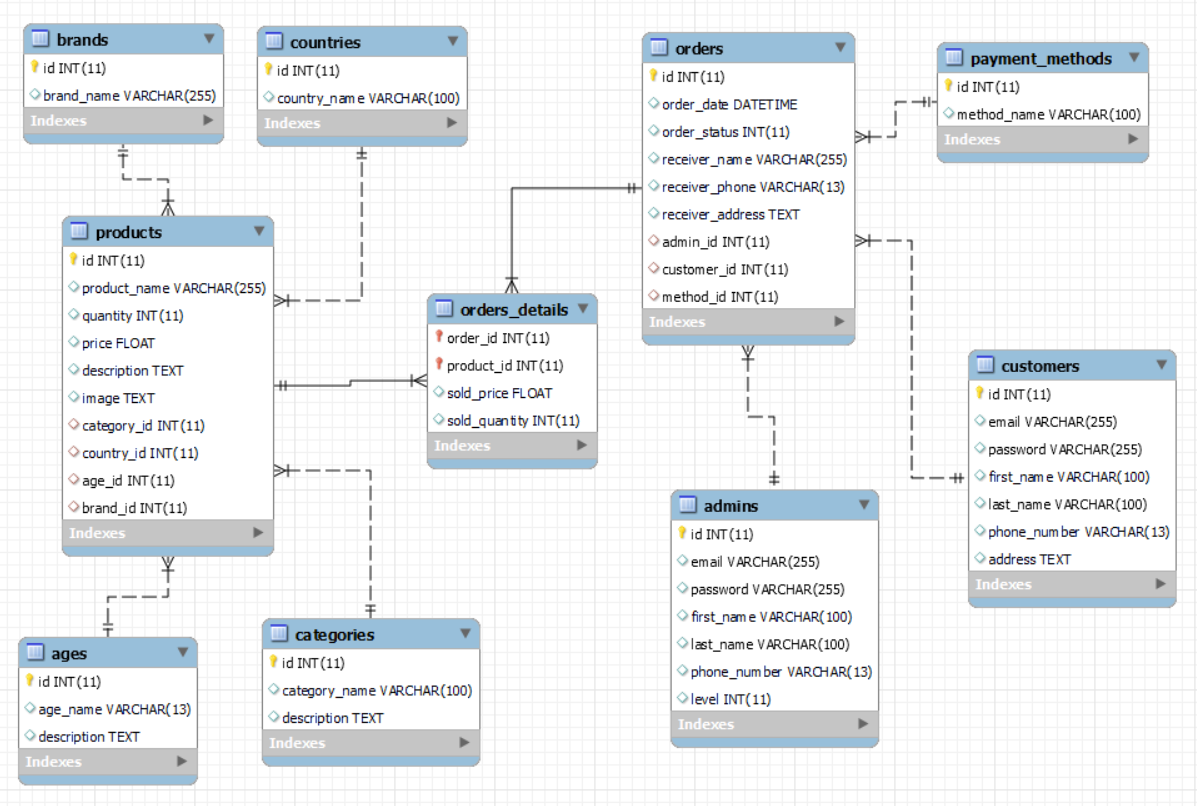 brands
id INT(11)
brand_name VARCHAR(255)
Indexes
countries
id INT(11)
country_name VARCHAR(100)
Indexes
orders
id INT(11)
order_date DATETIME
order_status INT(11)
receiver_name VARCHAR(255)
receiver_phone VARCHAR(13)
receiver_address TEXT
admin_id INT(11)
customer_id INT(11)
method_id INT(11)
Indexes
payment_methods
id INT(11)
method_name VARCHAR(100)
Indexes
products
id INT(11)
product_name VARCHAR(255)
quantity INT(11)
price FLOAT
description TEXT
image TEXT
category_id INT(11)
country_id INT(11)
age_id INT(11)
brand_id INT(11)
Indexes
orders_details
order_id INT(11)
product_id INT(11)
sold_price FLOAT
sold_quantity INT(11)
Indexes
customers
id INT(11)
email VARCHAR(255)
password VARCHAR(255)
first_name VARCHAR(100)
last_name VARCHAR(100)
phone_number VARCHAR(13)
address TEXT
Indexes
admins
id INT(11)
email VARCHAR(255)
password VARCHAR(255)
first_name VARCHAR(100)
last_name VARCHAR(100)
phone_number VARCHAR(13)
level INT(11)
Indexes
ages
id INT(11)
age_name VARCHAR(13)
description TEXT
Indexes
categories
id INT(11)
category_name VARCHAR(100)
description TEXT
Indexes